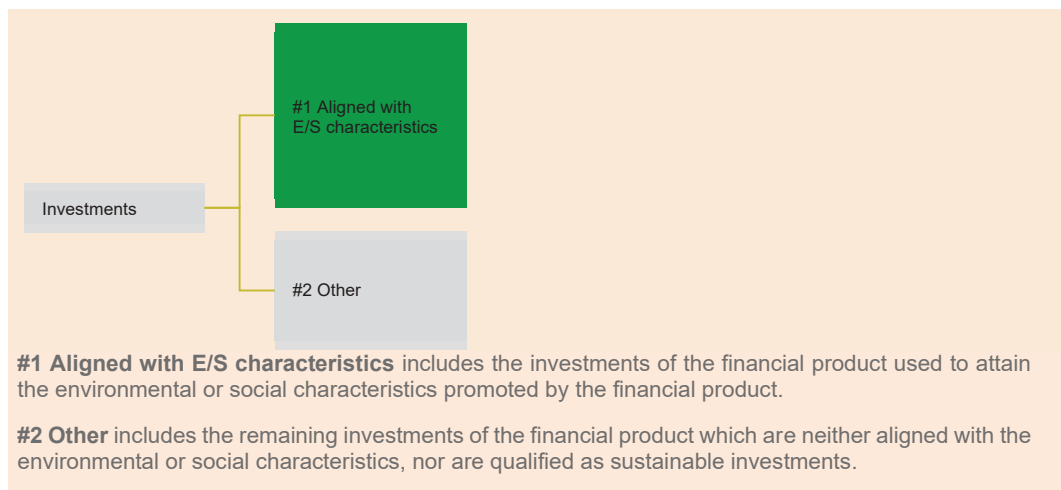 #1 Aligned with
E/S characteristics
Investments
#2 Other
#1 Aligned with E/S characteristics includes the investments of the financial product used to attain
the environmental or social characteristics promoted by the financial product.
#2 Other includes the remaining investments of the financial product which are neither aligned with the
environmental or social characteristics, nor are qualified as sustainable investments.